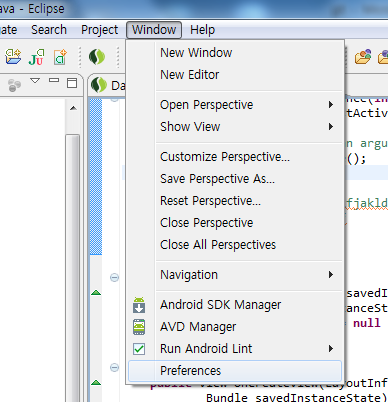 ava - Eclipse
ate Search Project Window Help
New Window
New Editor
Da
Open Perspective
Show View
Customize Perspective...
Save Perspective As...
Reset Perspective...
Close Perspective
Close All Perspectives
Navigation
Android SDK Manager
AVD Manager
Run Android Lint
Preferences
nce(In
tActiv
n argu
();
fjakld
savedI
nceSta
null
public View onCreateView(LayoutInf
Bundle savedInstanceState)